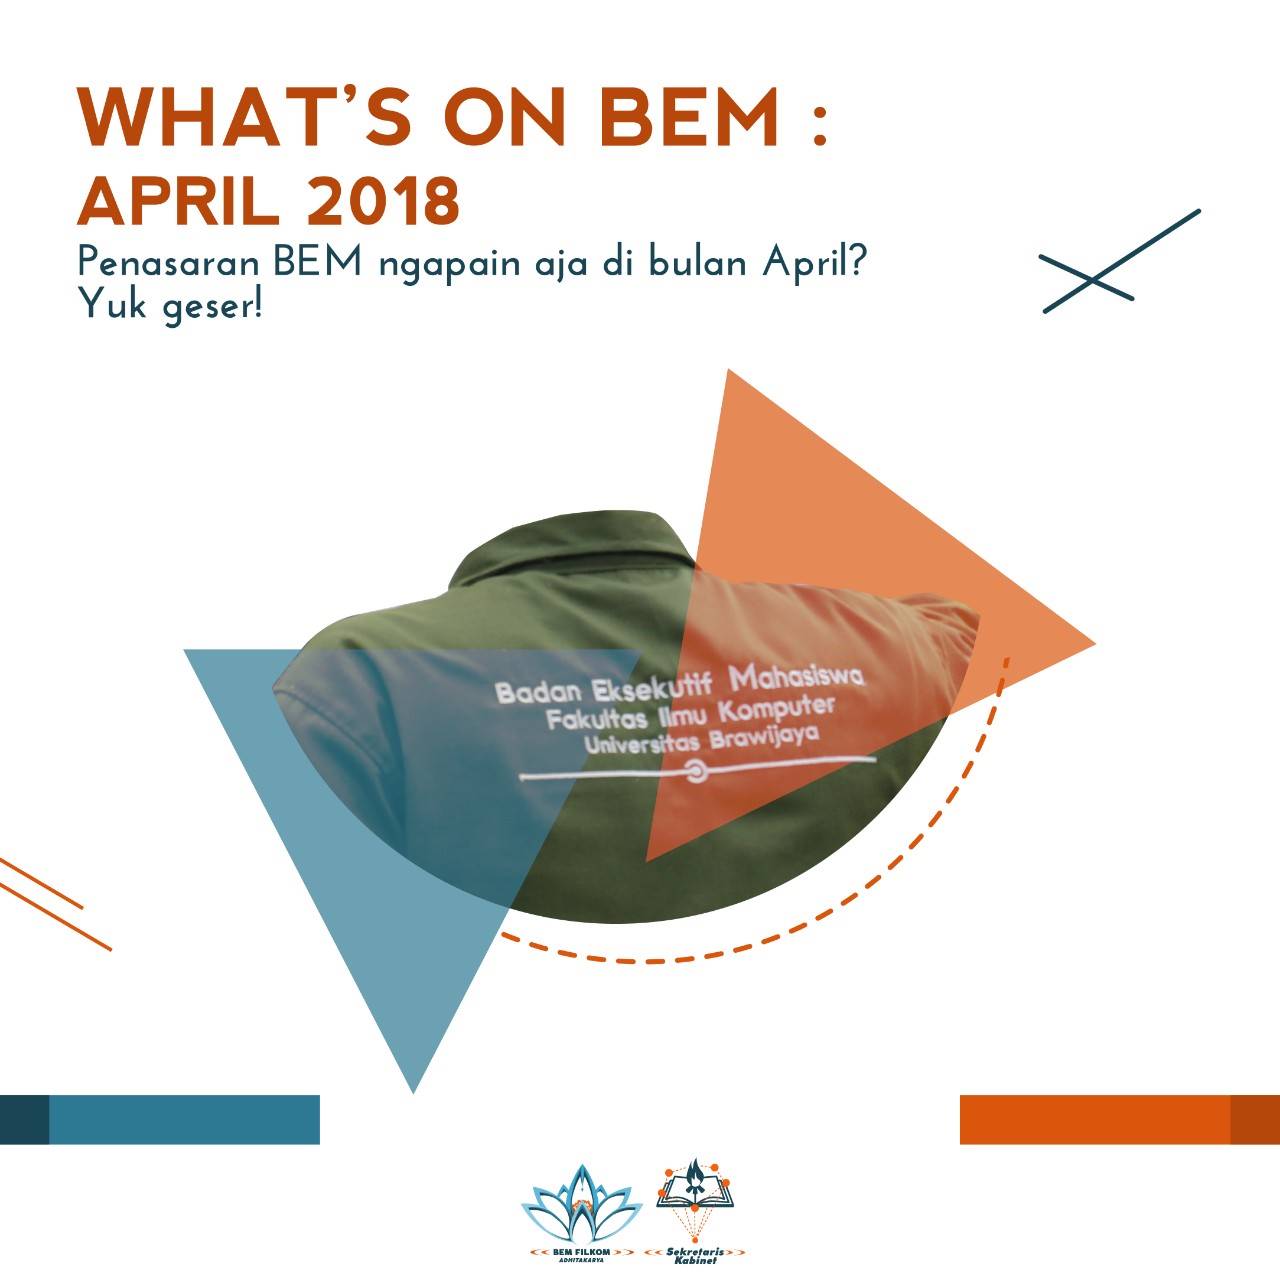 WHAT'S ON BEM :
APRIL 2018
Penasaran BEM ngapain aja di bulan April?
Yuk geser!
Badan Eksekutif Mahasiswa
Fakultas Ilmu Komputer
Universitas Brawijaya
BEM FILKOM
ADHITAKARYA
Sekretaris
Kabinet